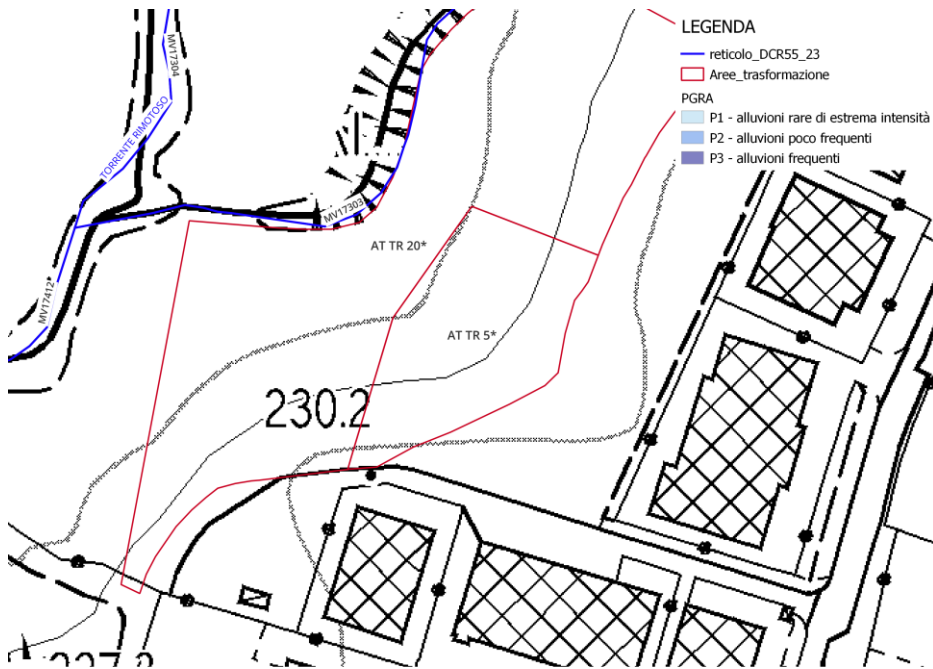 LEGENDA
reticolo_DCR55_23
Aree_trasformazione
PGRA
P1 - alluvioni rare di estrema intensità
P2 - alluvioni poco frequenti
P3 - alluvioni frequenti
MV17304
TORRENTE RIMOTOSO
MV17303
AT TR 20*
MV17412*
AT TR 5*
230.2